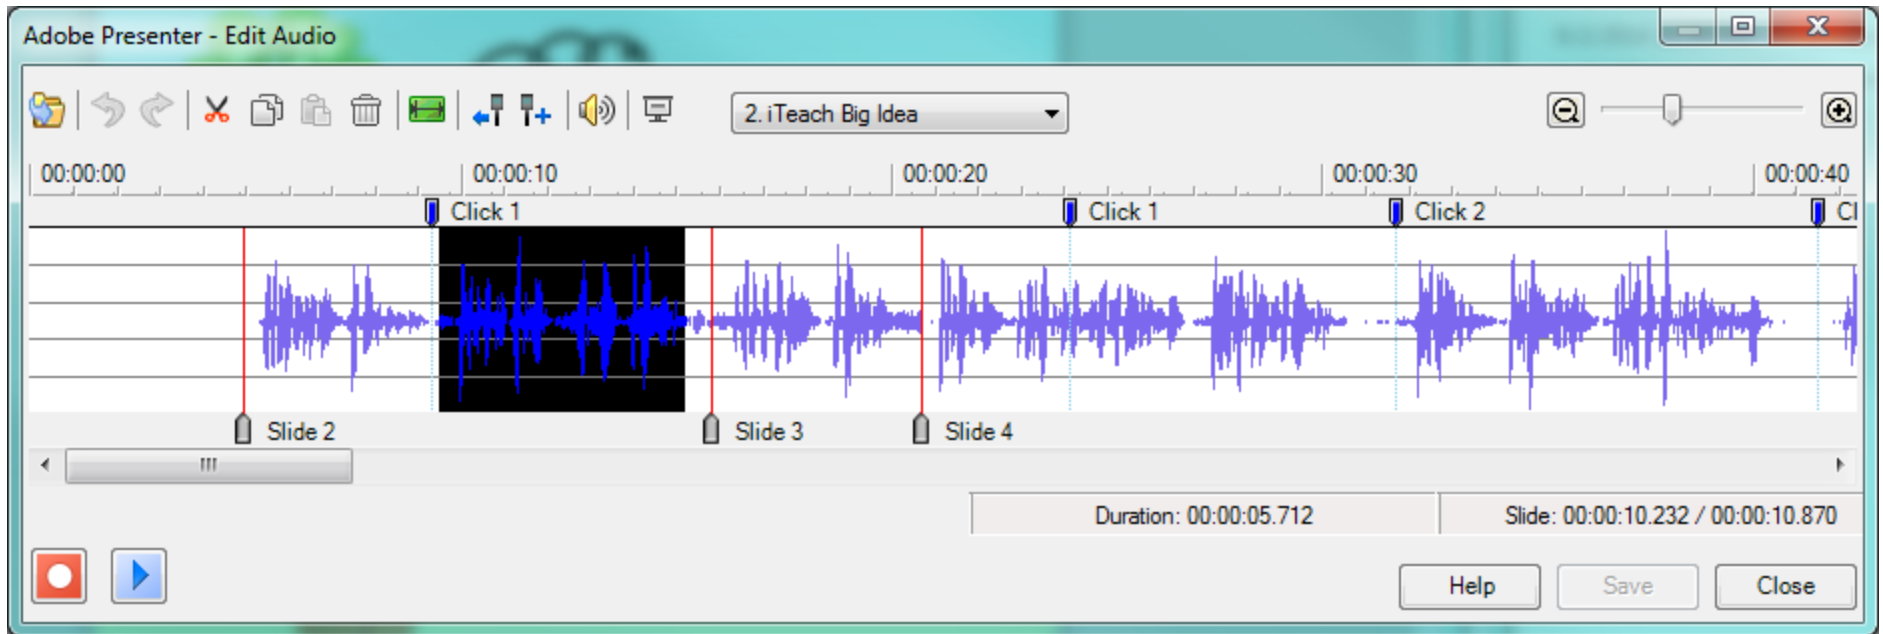 Adobe Presenter - Edit Audio
2. iTeach Big Idea
00:00:00 00:00:10 00:00:20 00:00:30 00:00:40
Click 1 Click 1 Click 2 Cl
Slide 2 Slide 3 Slide 4
Duration: 00:00:05.712 Slide: 00:00:10.232 / 00:00:10.870
Help Save Close